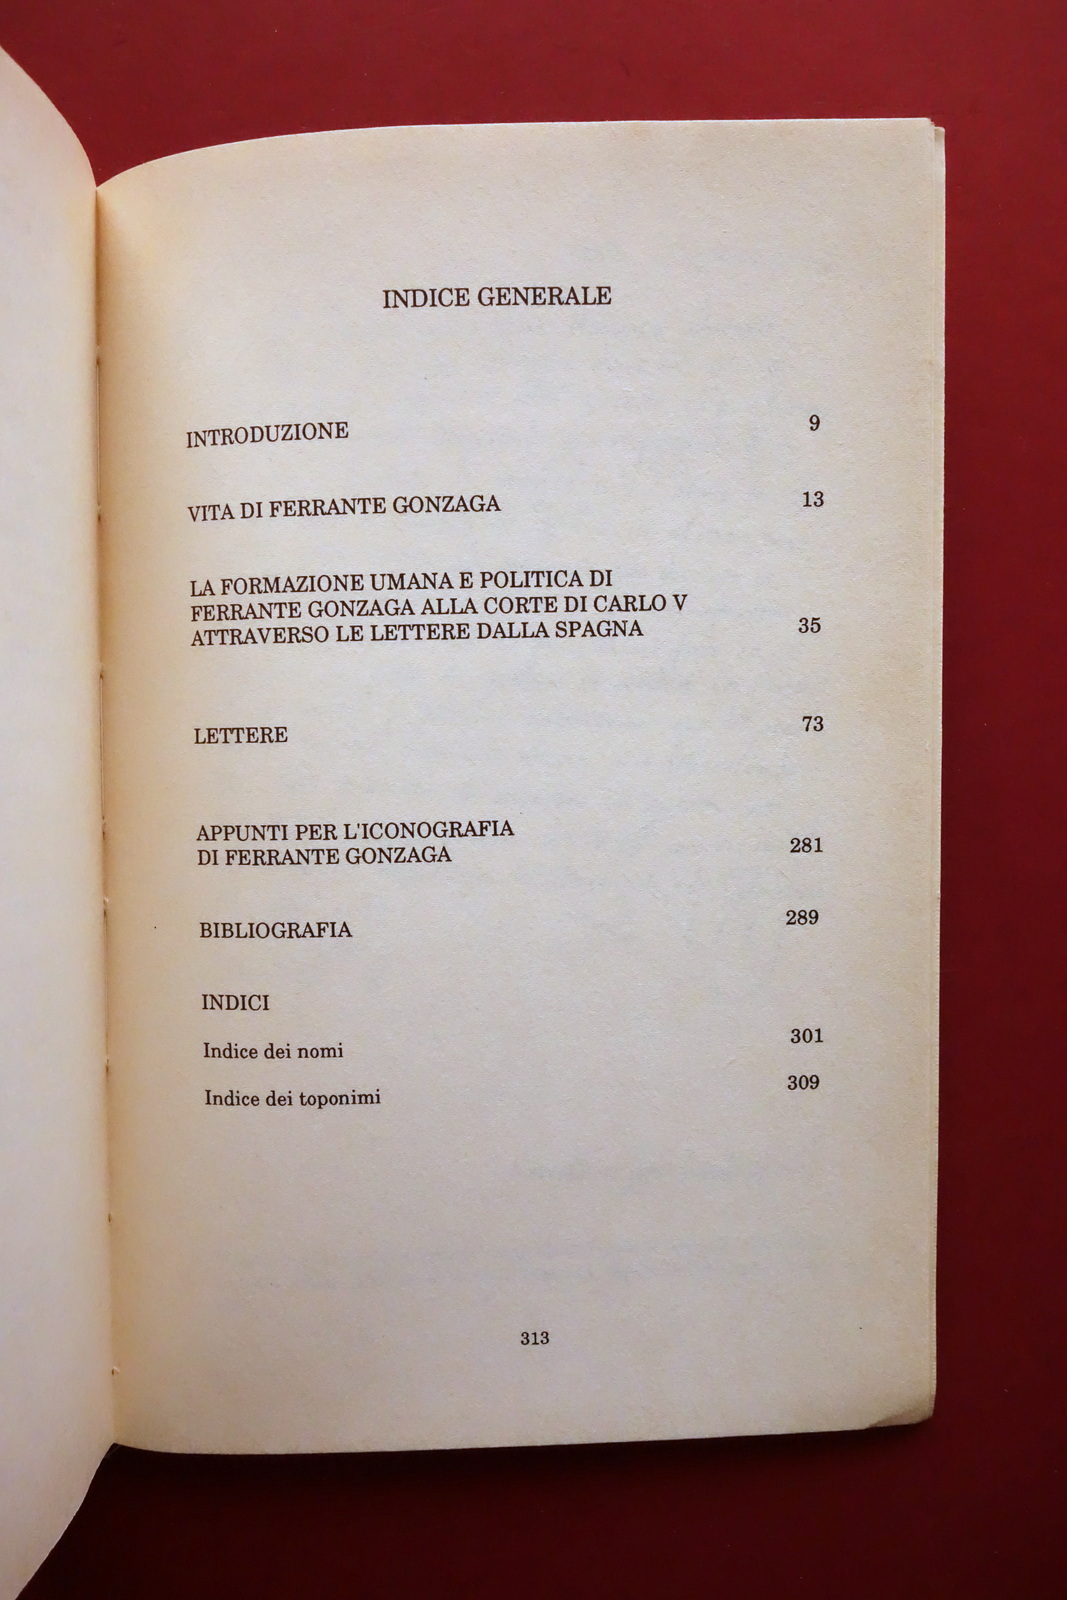 INDICE GENERALE
INTRODUZIONE 9
VITA DI FERRANTE GONZAGA 13
LA FORMAZIONE UMANA E POLITICA DI
FERRANTE GONZAGA ALLA CORTE DI CARLO V
ATTRAVERSO LE LETTERE DALLA SPAGNA 35
LETTERE 73
APPUNTI PER L'ICONOGRAFIA
DI FERRANTE GONZAGA 281
BIBLIOGRAFIA 289
INDICI
Indice dei nomi 301
Indice dei toponimi 309
313